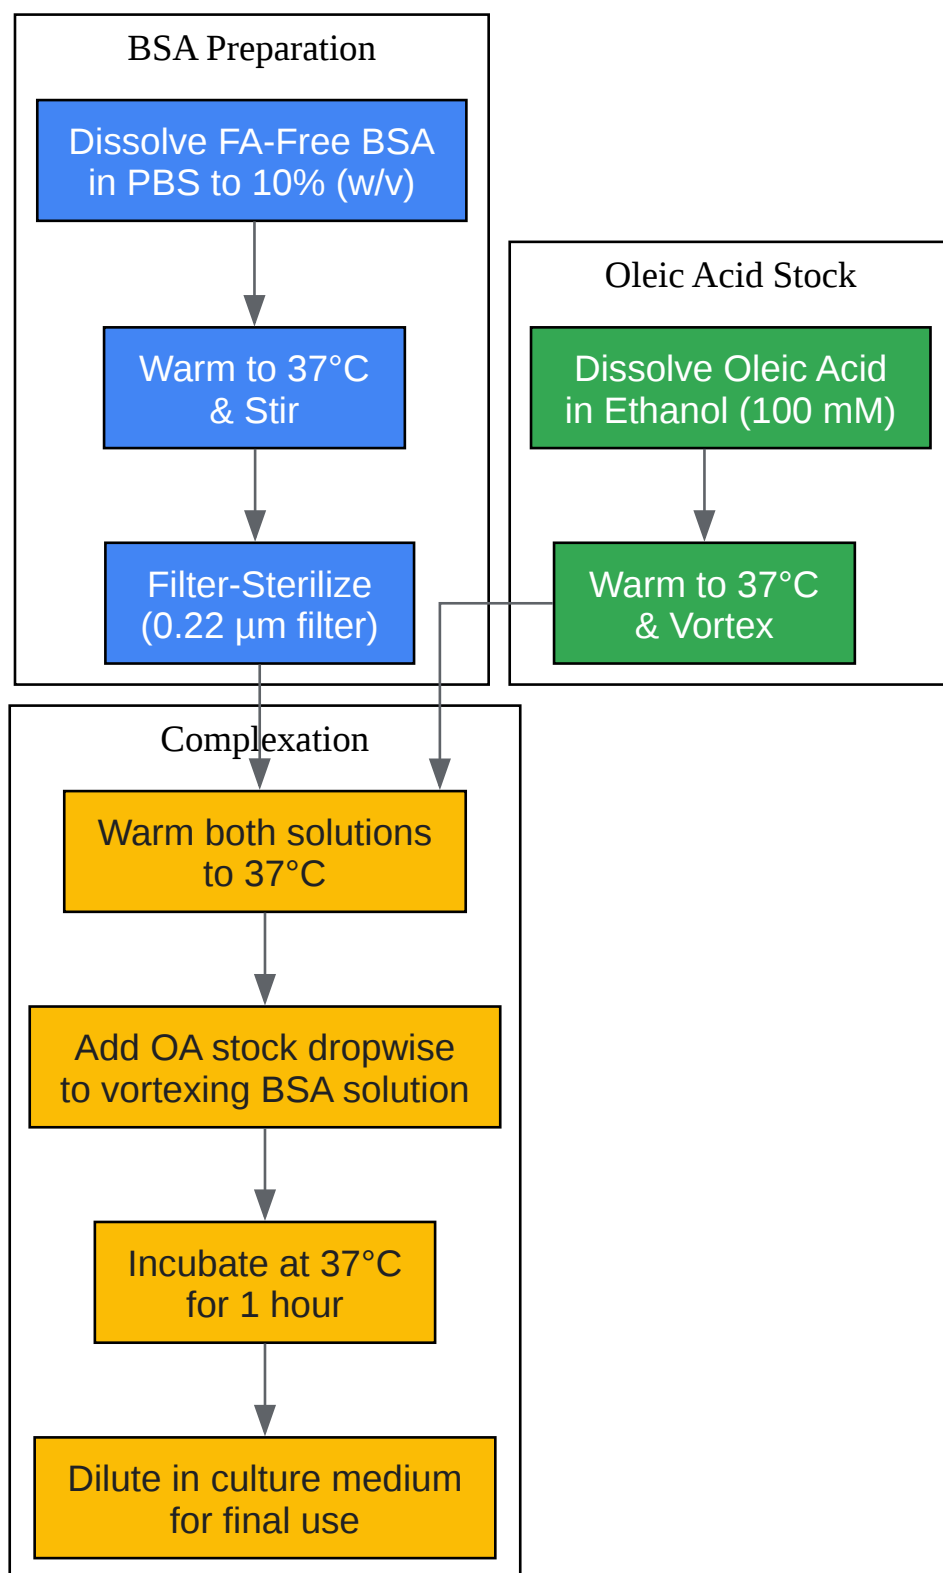 BSA Preparation
Dissolve FA-Free BSA
in PBS to 10% (w/v)
Warm to 37°C
& Stir
Filter-Sterilize
(0.22 µm filter)
Oleic Acid Stock
Dissolve Oleic Acid
in Ethanol (100 mM)
Warm to 37°C
& Vortex
Complexation
Warm both solutions
to 37°C
Add OA stock dropwise
to vortexing BSA solution
Incubate at 37°C
for 1 hour
Dilute in culture medium
for final use